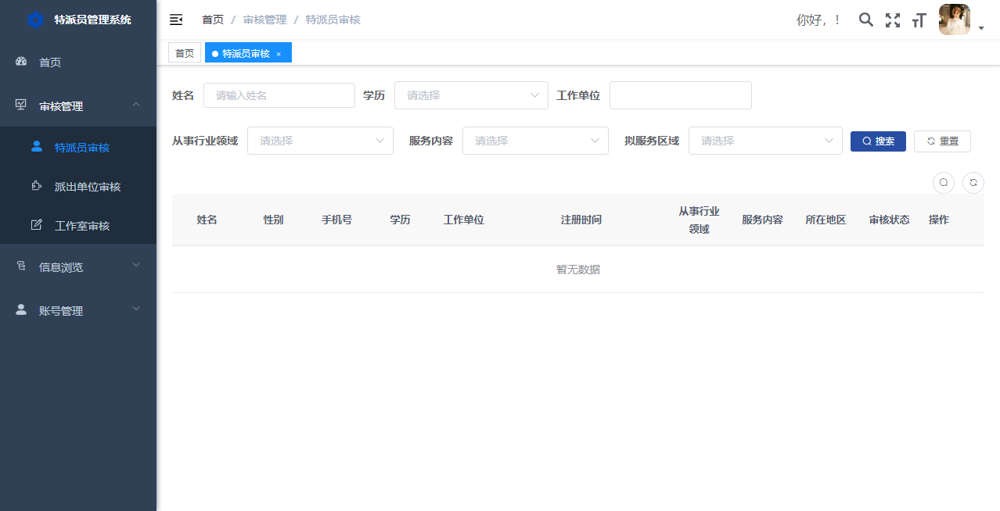 特派员管理系统
首页 / 审核管理 / 特派员审核
你好, !
首页
特派员审核 ×
首页
审核管理
特派员审核
派出单位审核
工作室审核
信息浏览
账号管理
姓名 请输入姓名 学历 请选择 工作单位
从事行业领域 请选择 服务内容 请选择 拟服务区域 请选择 搜索 重置
姓名 性别 手机号 学历 工作单位 注册时间 从事行业领域 服务内容 所在地区 审核状态 操作
暂无数据